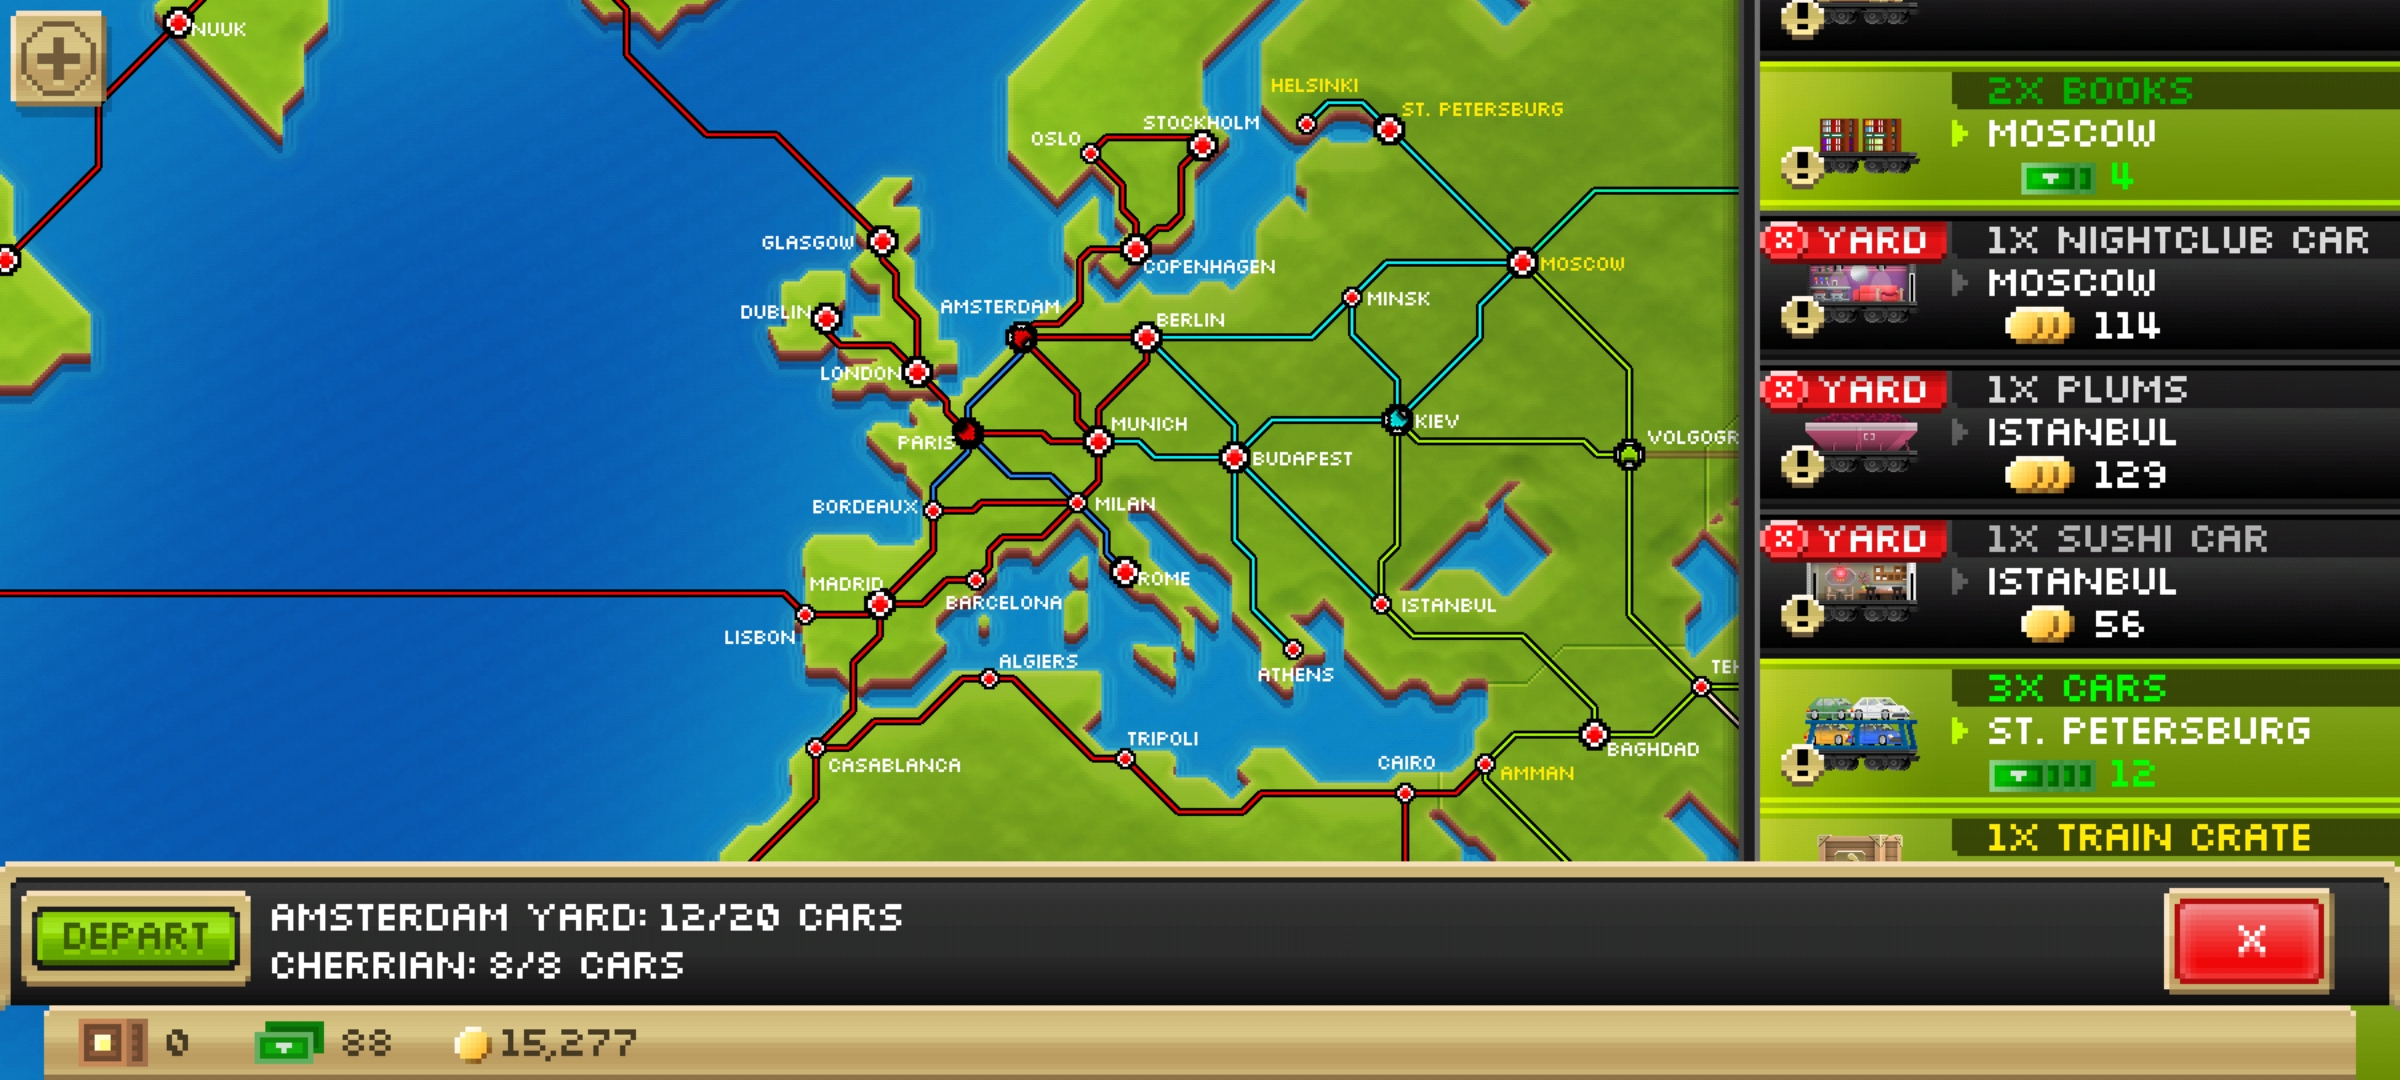 NUUK
HELSINKI
ST. PETERSBURG
STOCKHOLM
OSLO
GLASGOW
COPENHAGEN
MOSCOW
MINSK
AMSTERDAM
DUBLIN
BERLIN
LONDON
KIEV
MUNICH
VOLGOGR
PARIS
BUDAPEST
BORDEAUX
MILAN
ROME
MADRID
BARCELONA
ISTANBUL
LISBON
ALGIERS
ATHENS
TEH
TRIPOLI
BAGHDAD
CASABLANCA
CAIRO
AMMAN
2X BOOKS
MOSCOW
4
YARD 1X NIGHTCLUB CAR
MOSCOW
114
YARD 1X PLUMS
ISTANBUL
129
YARD 1X SUSHI CAR
ISTANBUL
56
3X CARS
ST. PETERSBURG
12
1X TRAIN CRATE
DEPART
AMSTERDAM YARD: 12/20 CARS
CHERRIAN: 8/8 CARS
X
0 88 15,277